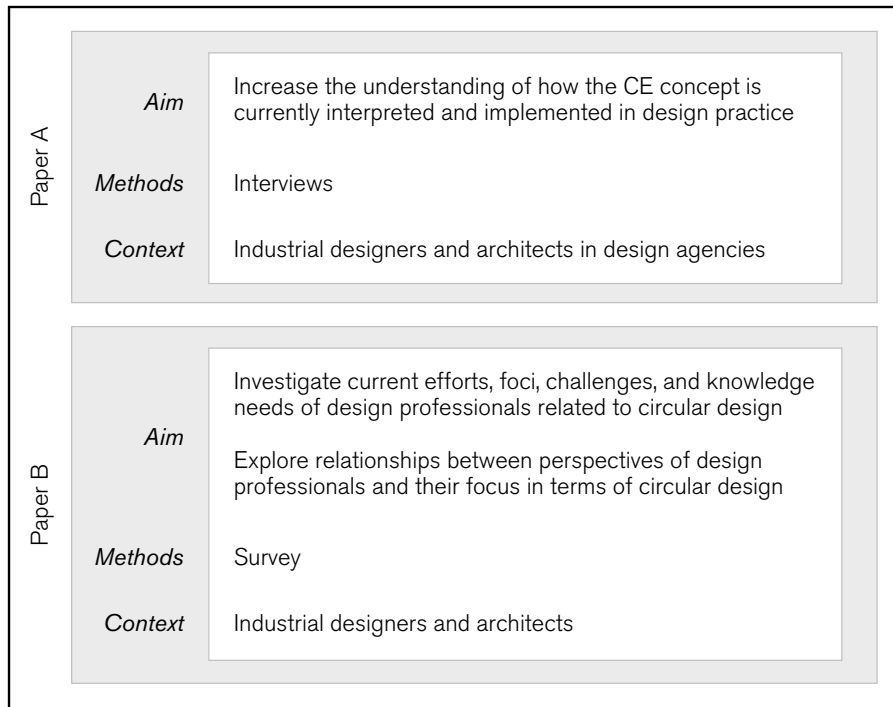 Paper A
Aim
Increase the understanding of how the CE concept is
currently interpreted and implemented in design practice
Methods
Interviews
Context
Industrial designers and architects in design agencies
Paper B
Aim
Investigate current efforts, foci, challenges, and knowledge
needs of design professionals related to circular design
Explore relationships between perspectives of design
professionals and their focus in terms of circular design
Methods
Survey
Context
Industrial designers and architects